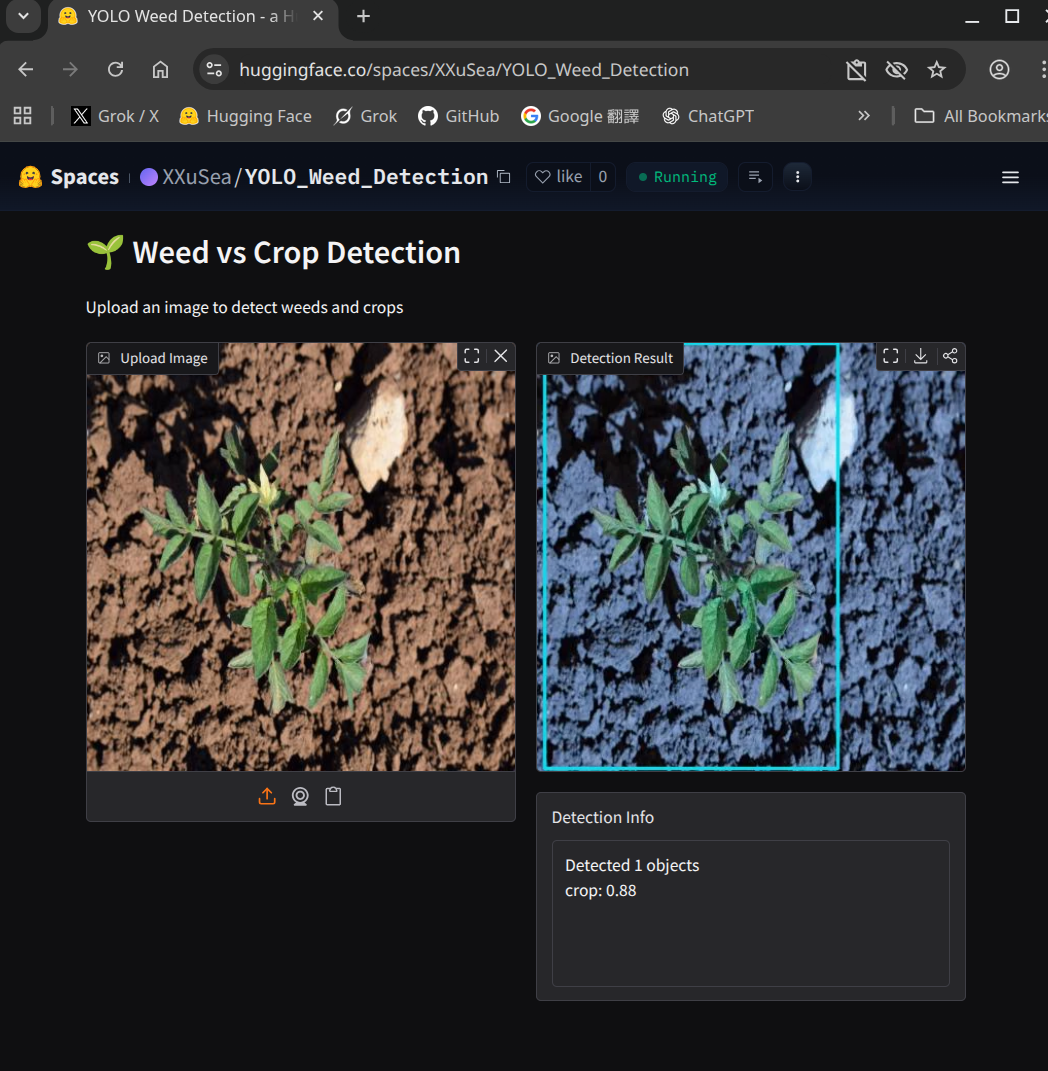 YOLO Weed Detection - a H
huggingface.co/spaces/XXuSea/YOLO_Weed_Detection
Grok / X
Hugging Face
Grok
GitHub
Google 翻譯
ChatGPT
All Bookmarks
Spaces
XXuSea/YOLO_Weed_Detection
like
0
Running
Weed vs Crop Detection
Upload an image to detect weeds and crops
Upload Image
Detection Result
Detection Info
Detected 1 objects
crop: 0.88